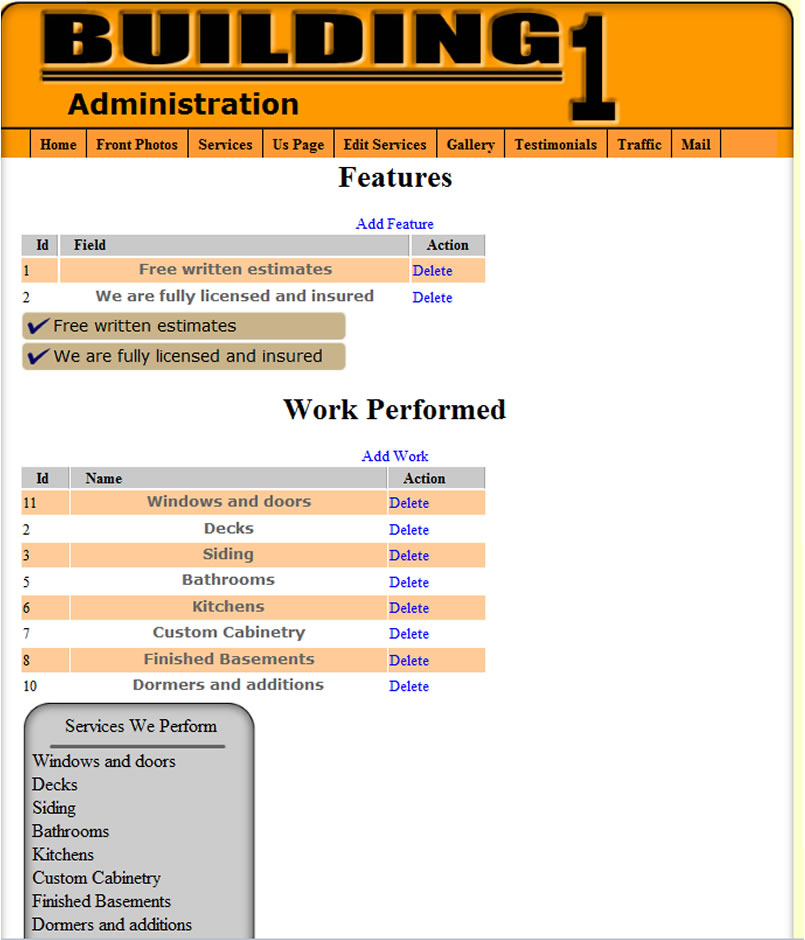 BUILDING 1
Administration
Home Front Photos Services Us Page Edit Services Gallery Testimonials Traffic Mail
Features
Add Feature
Id Field Action
1 Free written estimates Delete
2 We are fully licensed and insured Delete
Free written estimates
We are fully licensed and insured
Work Performed
Add Work
Id Name Action
11 Windows and doors Delete
2 Decks Delete
3 Siding Delete
5 Bathrooms Delete
6 Kitchens Delete
7 Custom Cabinetry Delete
8 Finished Basements Delete
10 Dormers and additions Delete
Services We Perform
Windows and doors
Decks
Siding
Bathrooms
Kitchens
Custom Cabinetry
Finished Basements
Dormers and additions